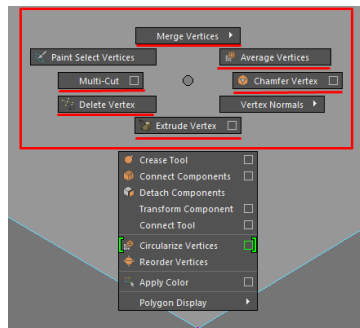 Merge Vertices
Paint Select Vertices
Average Vertices
Multi-Cut
Chamfer Vertex
Delete Vertex
Vertex Normals
Extrude Vertex
Crease Tool
Connect Components
Detach Components
Transform Component
Connect Tool
Circularize Vertices
Reorder Vertices
Apply Color
Polygon Display